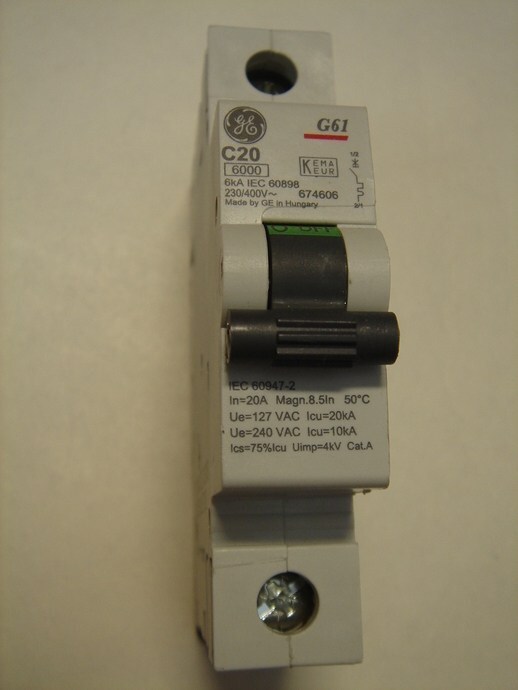 GE
G61
C20
6000
KEMA
KEUR
6kA IEC 60898
230/400V~ 674606
Made by GE in Hungary
IEC 60947-2
In=20A Magn.8.5In 50°C
Ue=127 VAC Icu=20kA
Ue=240 VAC Icu=10kA
Ics=75%Icu Uimp=4kV Cat.A